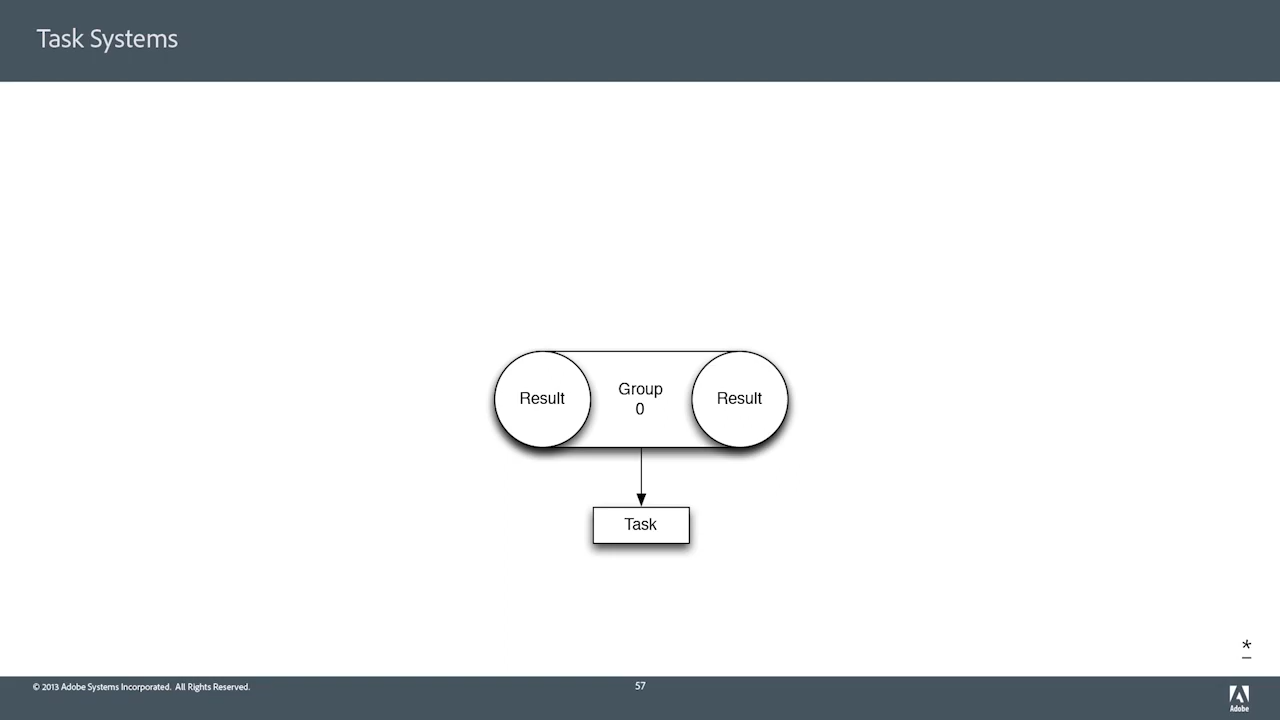 Task Systems
Result
Group
0
Result
Task
*
© 2013 Adobe Systems Incorporated. All Rights Reserved.
57
Adobe